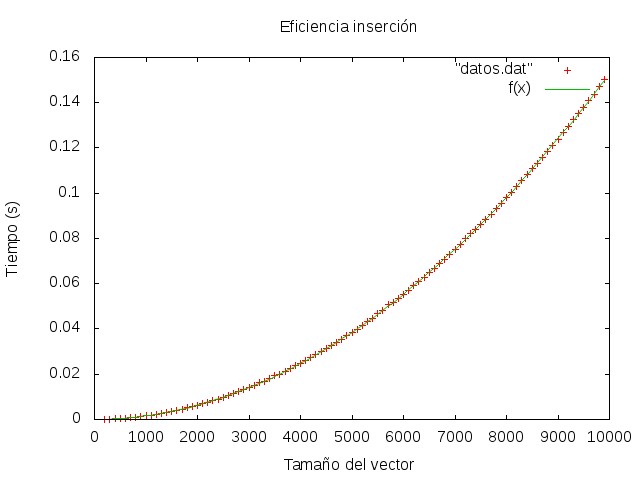 Eficiencia inserción
0.16
0.14
0.12
0.1
0.08
0.06
0.04
0.02
0
"datos.dat"
f(x)
Tiempo (s)
0 1000 2000 3000 4000 5000 6000 7000 8000 9000 10000
Tamaño del vector